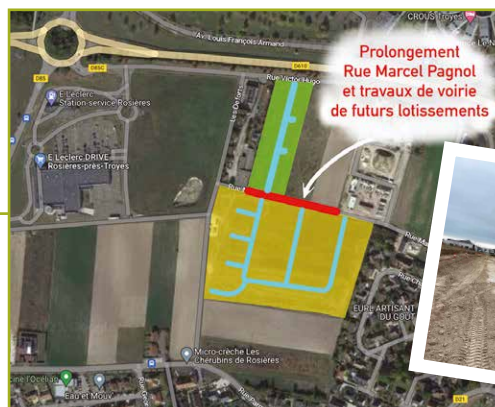 CROUS Troyes
Av. Louis François Armand
D610
D65C
D85
Rue Victor Hugo
Prolongement
Rue Marcel Pagnol
et travaux de voirie
de futurs lotissements
E.Leclerc
Station-service Rosières
E.Leclerc DRIVE
Rosières-près-Troyes
EURL ARTISANT
DU GOUT
Micro-crèche Les
Chérubins de Rosières
Eau et Mouv'
D21